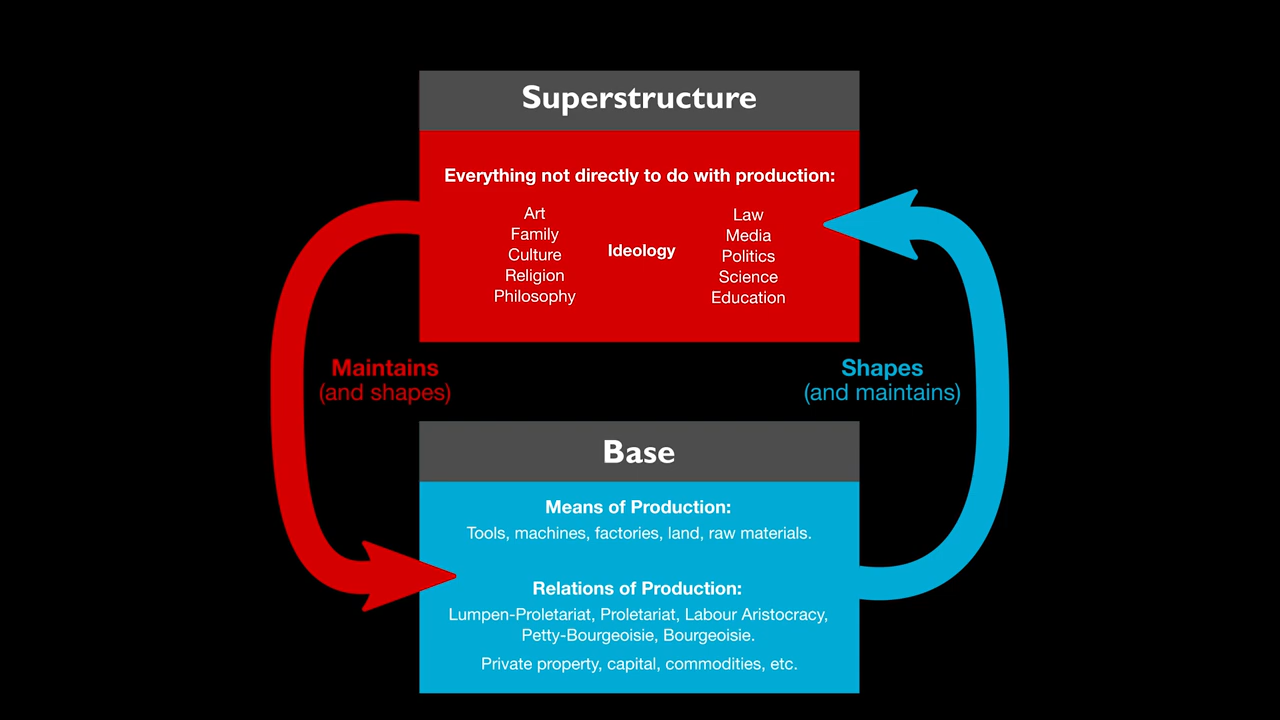 Superstructure
Everything not directly to do with production:
Art
Family
Culture
Religion
Philosophy
Ideology
Law
Media
Politics
Science
Education
Maintains
(and shapes)
Shapes
(and maintains)
Base
Means of Production:
Tools, machines, factories, land, raw materials.
Relations of Production:
Lumpen-Proletariat, Proletariat, Labour Aristocracy,
Petty-Bourgeoisie, Bourgeoisie.
Private property, capital, commodities, etc.